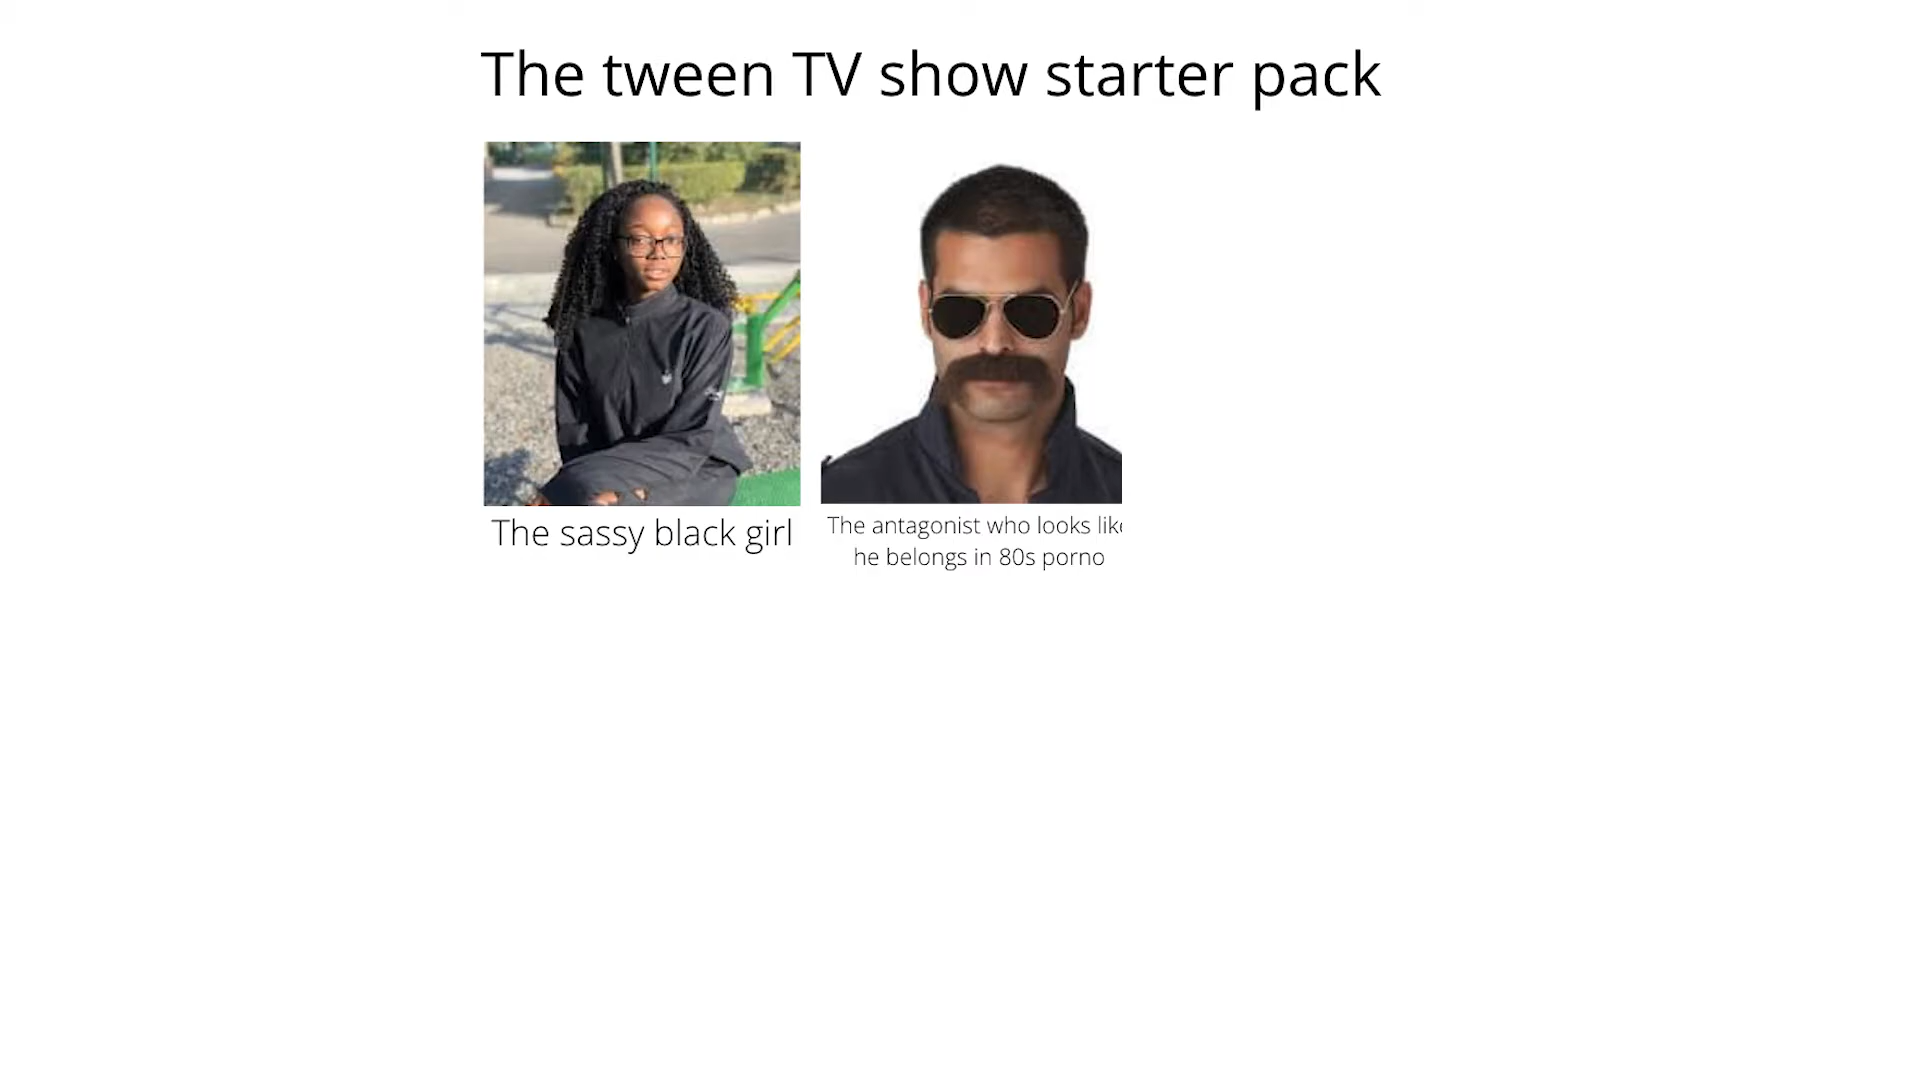 The tween TV show starter pack
The sassy black girl
The antagonist who looks like
he belongs in 80s porno